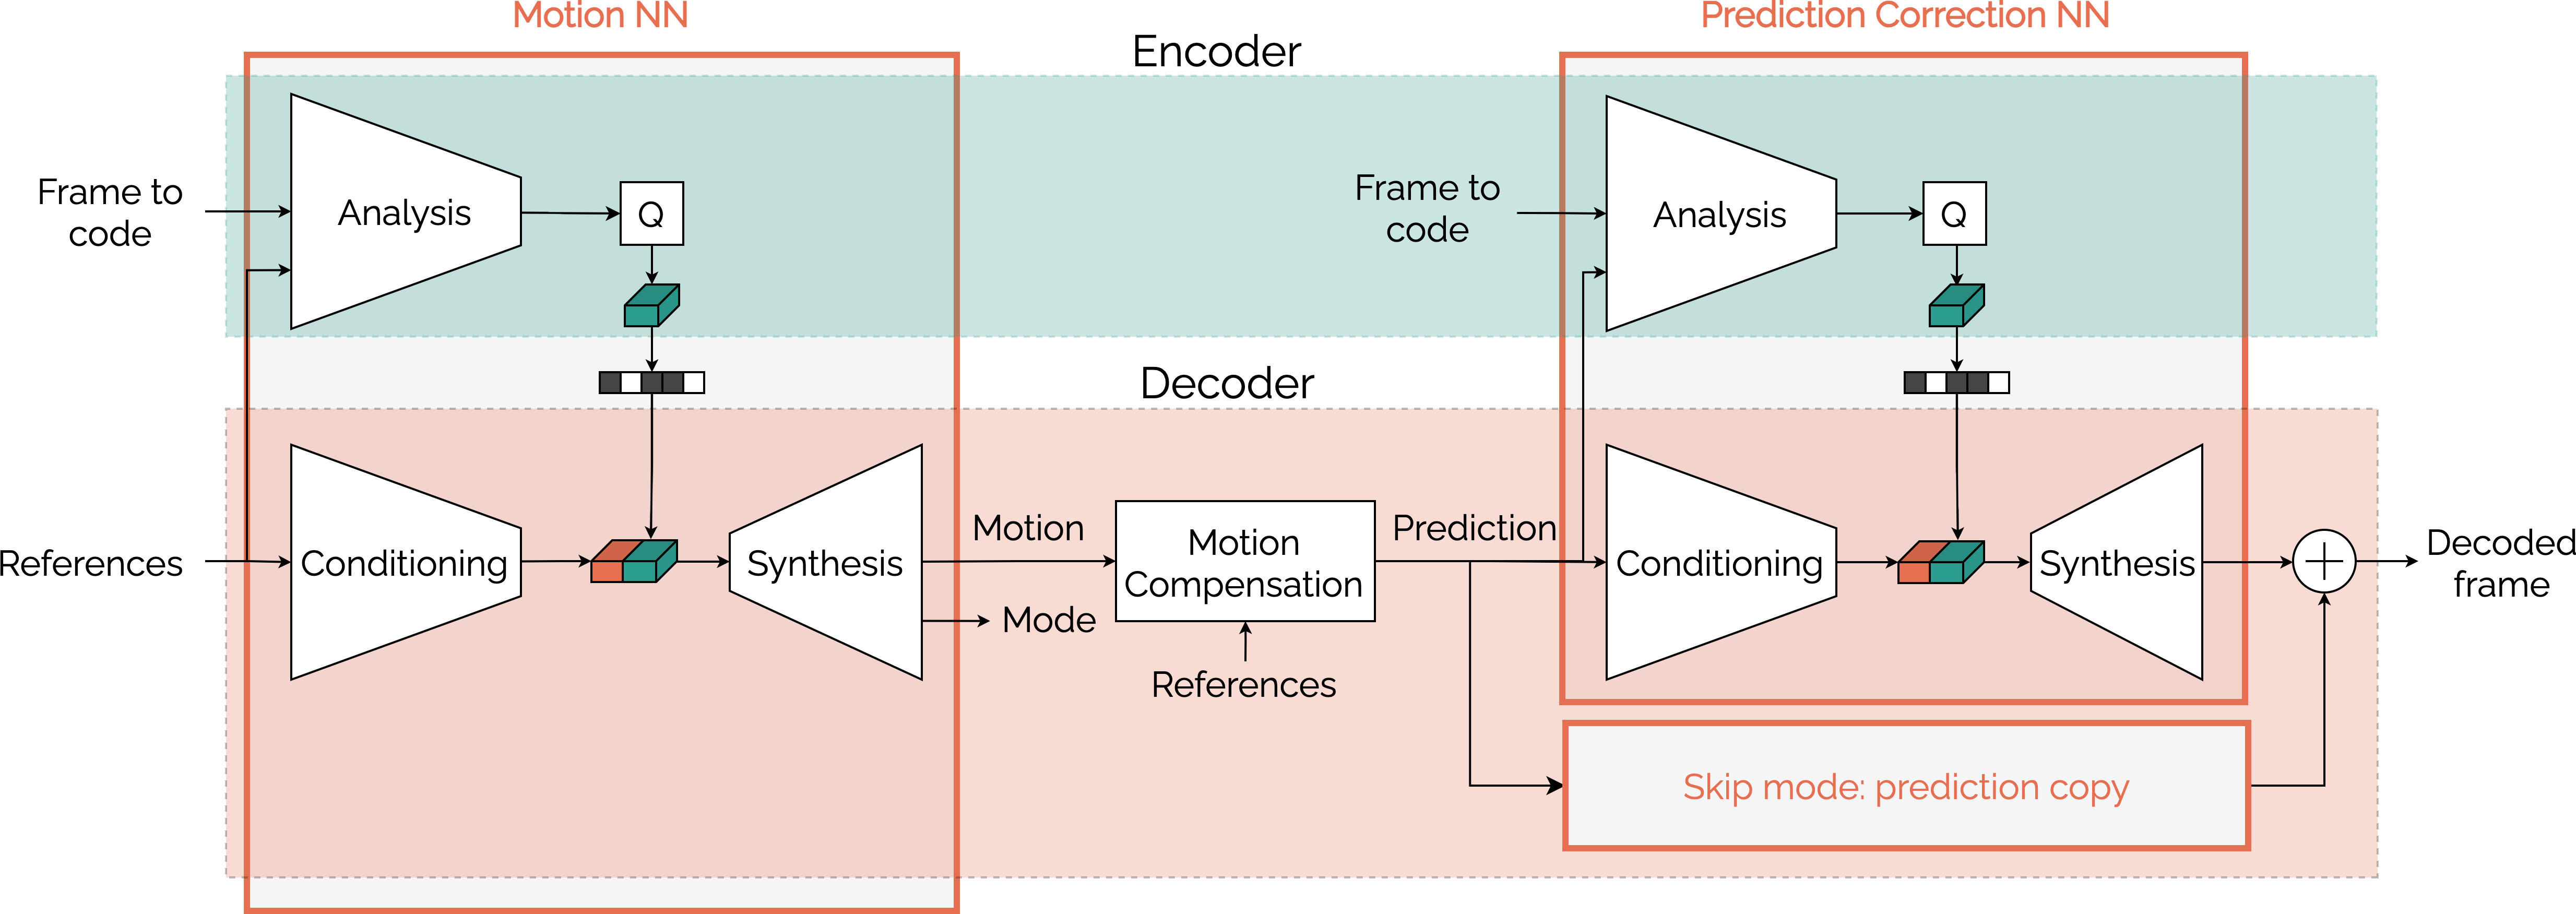 Motion NN
Prediction Correction NN
Encoder
Frame to
code
Analysis
Q
Frame to
code
Analysis
Q
Decoder
References
Conditioning
Synthesis
Motion
Mode
Motion
Compensation
References
Prediction
Conditioning
Synthesis
Decoded
frame
Skip mode: prediction copy